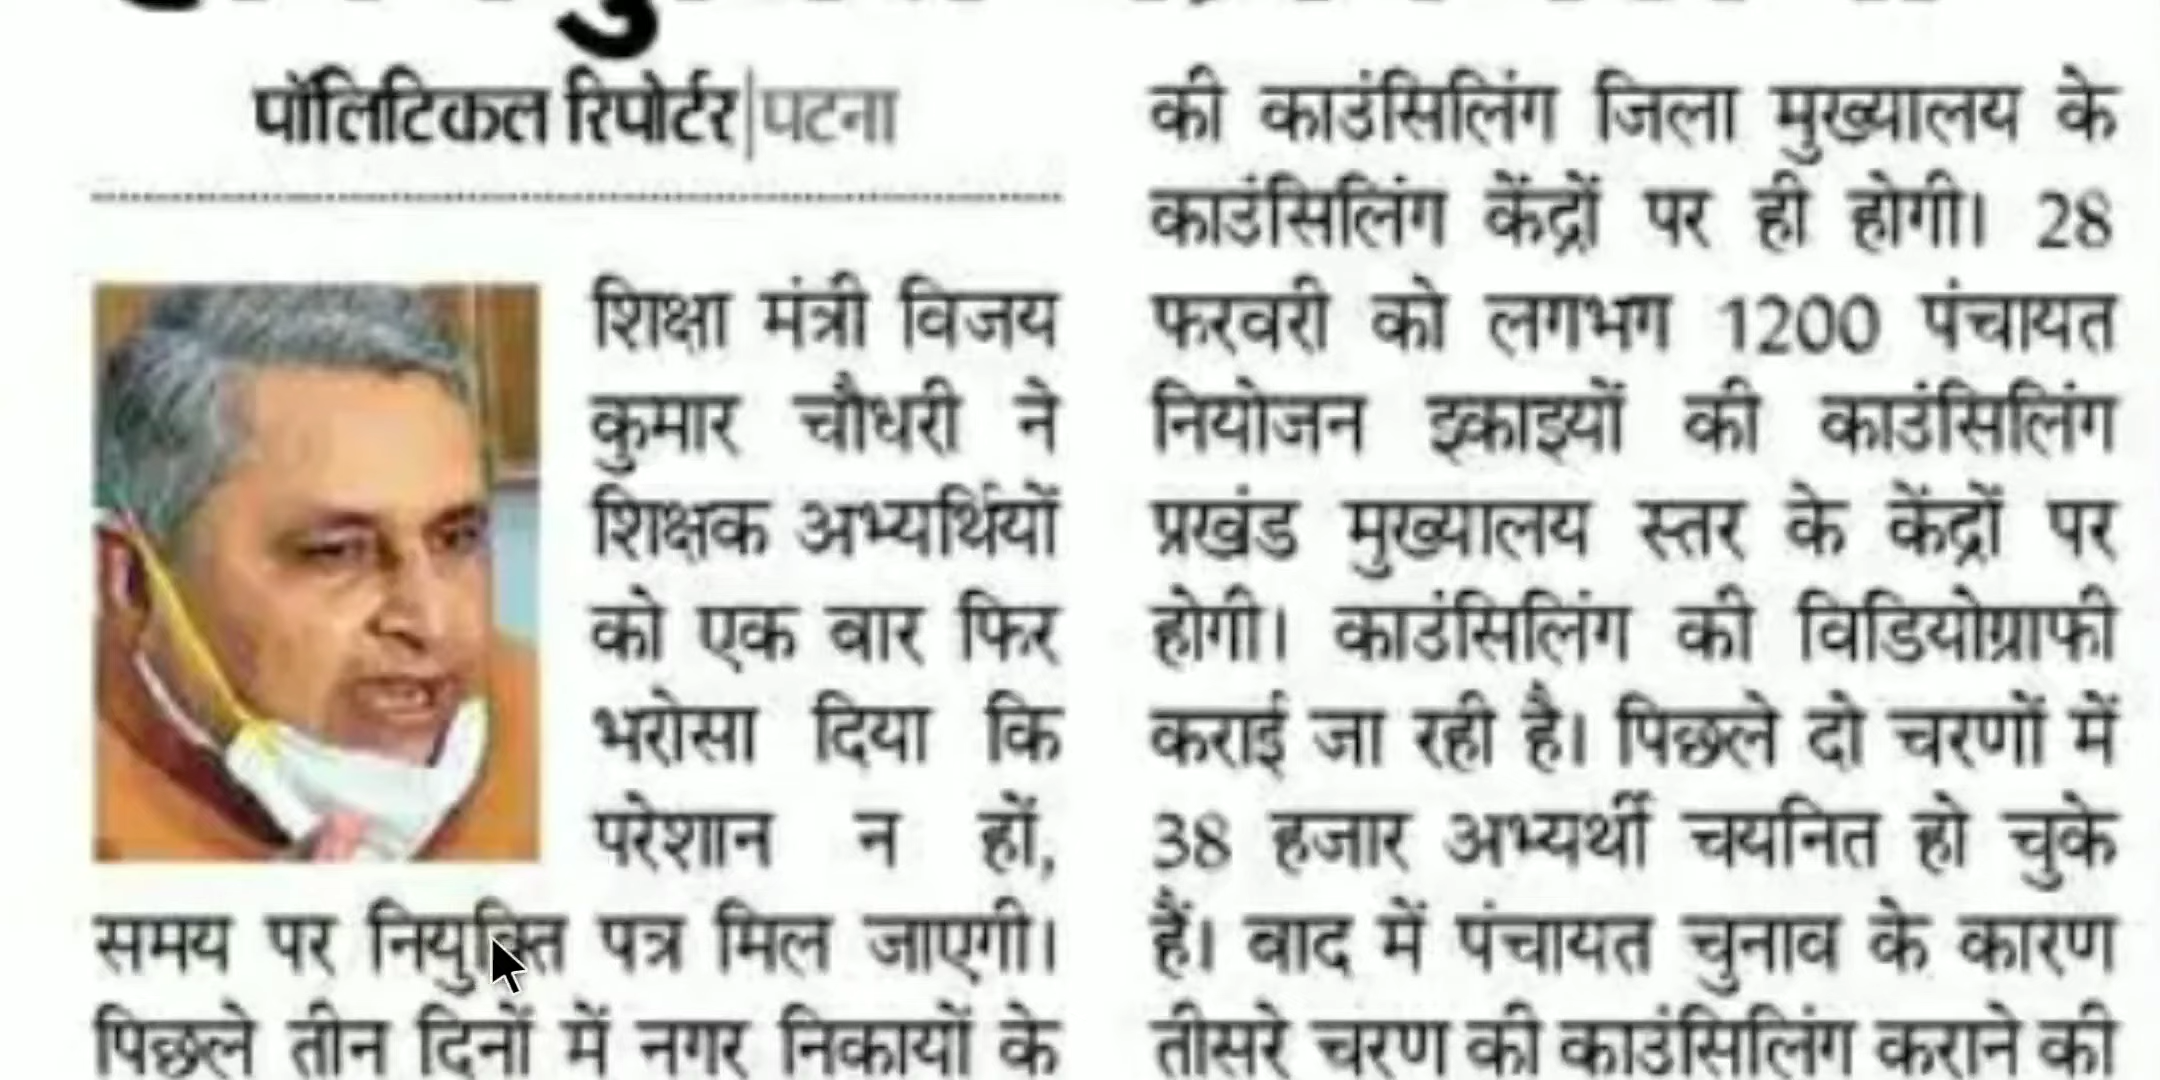 पॉलिटिकल रिपोर्टर|पटना
शिक्षा मंत्री विजय
कुमार चौधरी ने
शिक्षक अभ्यर्थियों
को एक बार फिर
भरोसा दिया कि
परेशान न हों,
समय पर नियुक्ति पत्र मिल जाएगी।
पिछले तीन दिनों में नगर निकायों के
की काउंसिलिंग जिला मुख्यालय के
काउंसिलिंग केंद्रों पर ही होगी। 28
फरवरी को लगभग 1200 पंचायत
नियोजन इकाइयों की काउंसिलिंग
प्रखंड मुख्यालय स्तर के केंद्रों पर
होगी। काउंसिलिंग की विडियोग्राफी
कराई जा रही है। पिछले दो चरणों में
38 हजार अभ्यर्थी चयनित हो चुके
हैं। बाद में पंचायत चुनाव के कारण
तीसरे चरण की काउंसिलिंग कराने की